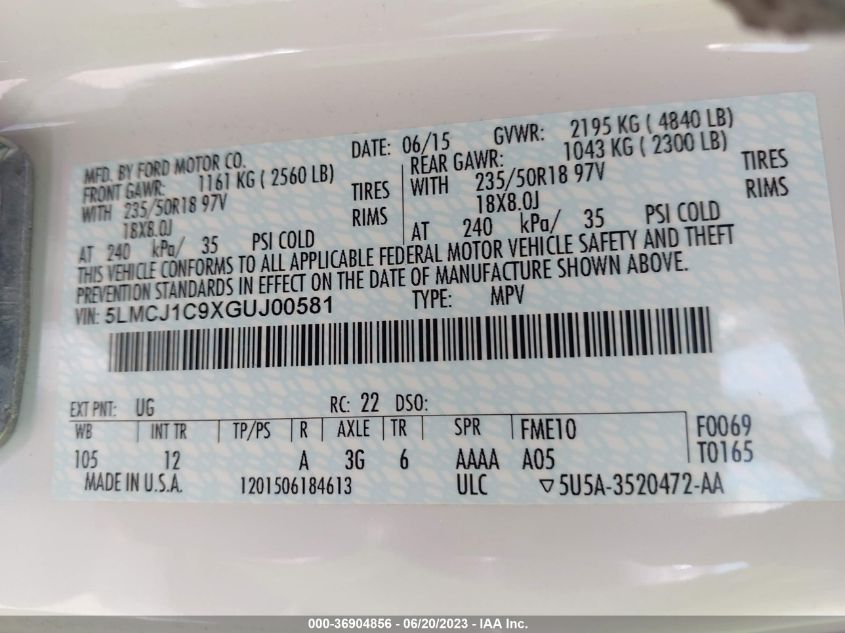 MFD. BY FORD MOTOR CO. DATE: 06/15 GVWR: 2195 KG ( 4840 LB)
FRONT GAWR: 1161 KG ( 2560 LB) REAR GAWR: 1043 KG ( 2300 LB)
WITH 235/50R18 97V TIRES WITH 235/50R18 97V TIRES
18X8.0J RIMS 18X8.0J RIMS
AT 240 kPa/ 35 PSI COLD AT 240 kPa/ 35 PSI COLD
THIS VEHICLE CONFORMS TO ALL APPLICABLE FEDERAL MOTOR VEHICLE SAFETY AND THEFT
PREVENTION STANDARDS IN EFFECT ON THE DATE OF MANUFACTURE SHOWN ABOVE.
VIN: 5LMCJ1C9XGUJ00581 TYPE: MPV
EXT PNT: UG RC: 22 DSO:
WB INT TR TP/PS R AXLE TR SPR FME10 F0069
105 12 A 3G 6 AAAA A05 T0165
MADE IN U.S.A. 1201506184613 ULC ▽5U5A-3520472-AA
000-36904856 - 06/20/2023 - IAA Inc.